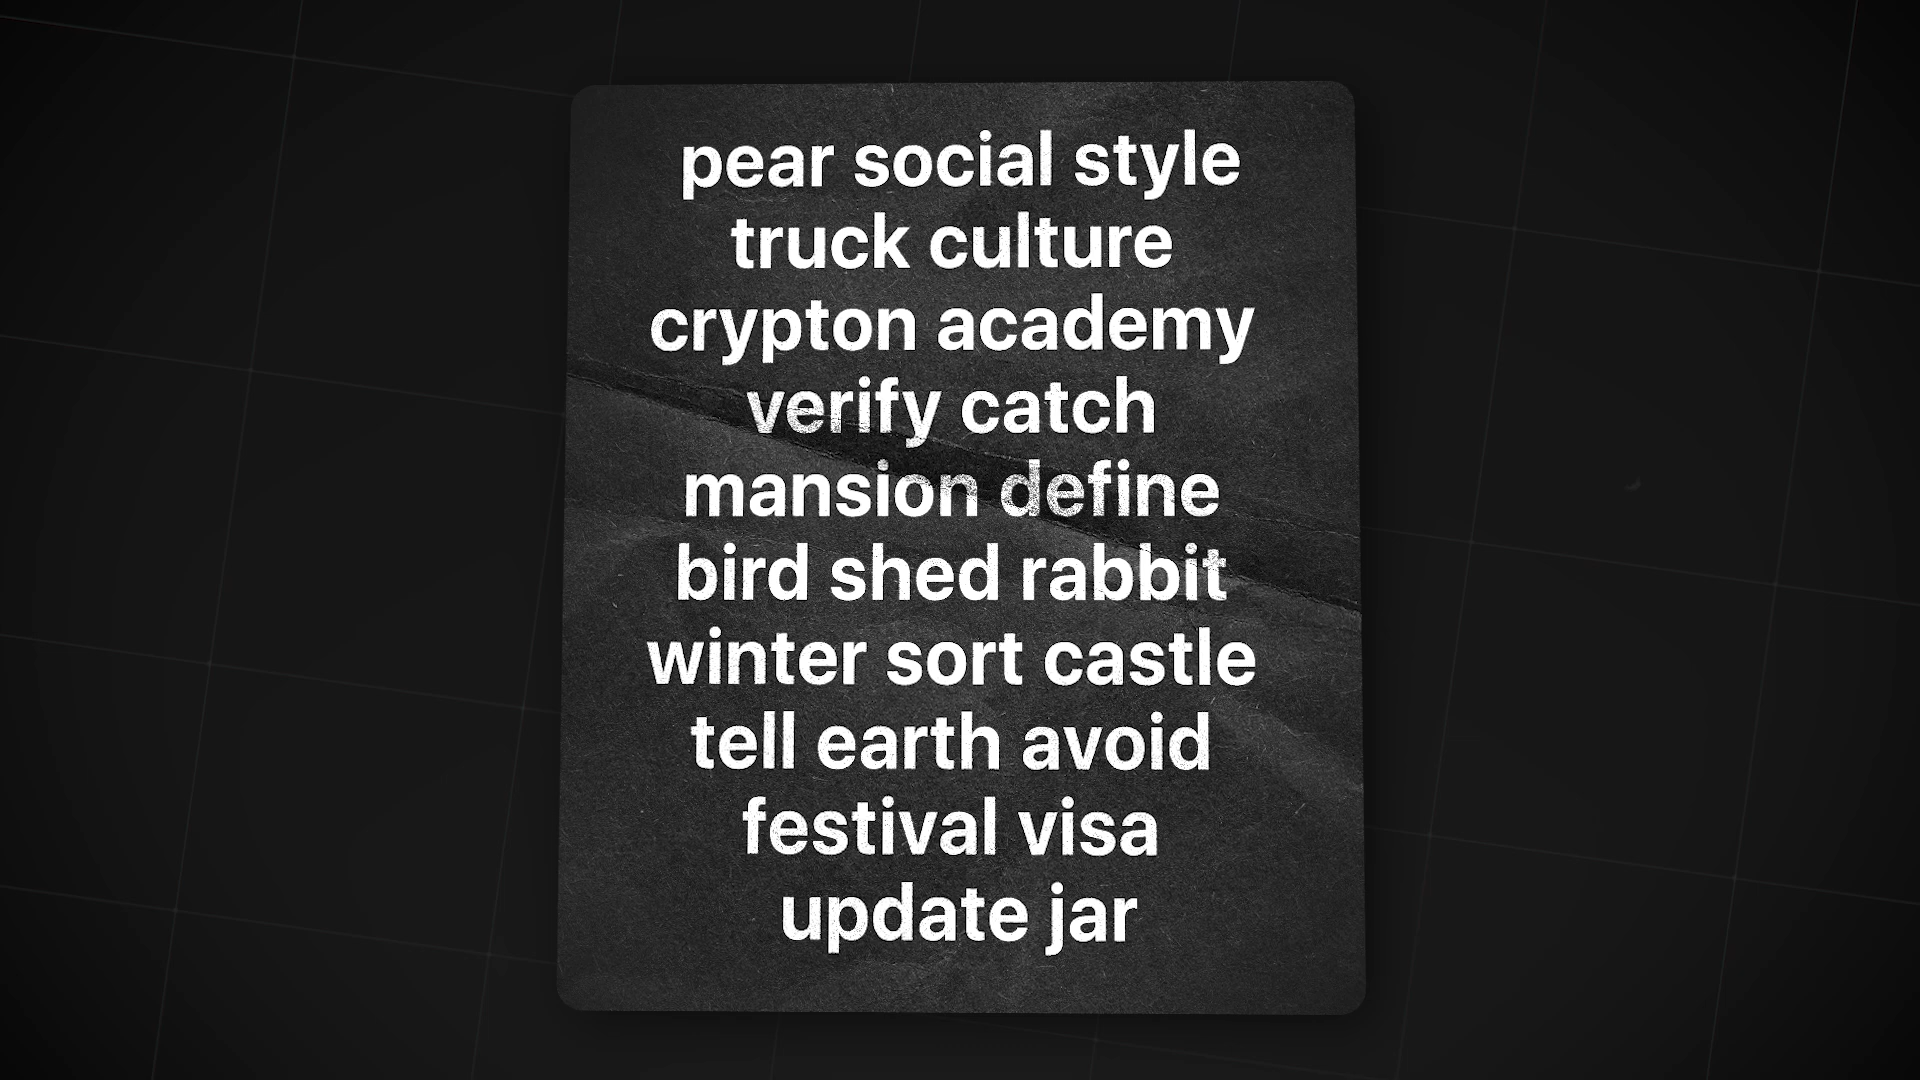 pear social style
truck culture
crypton academy
verify catch
mansion define
bird shed rabbit
winter sort castle
tell earth avoid
festival visa
update jar